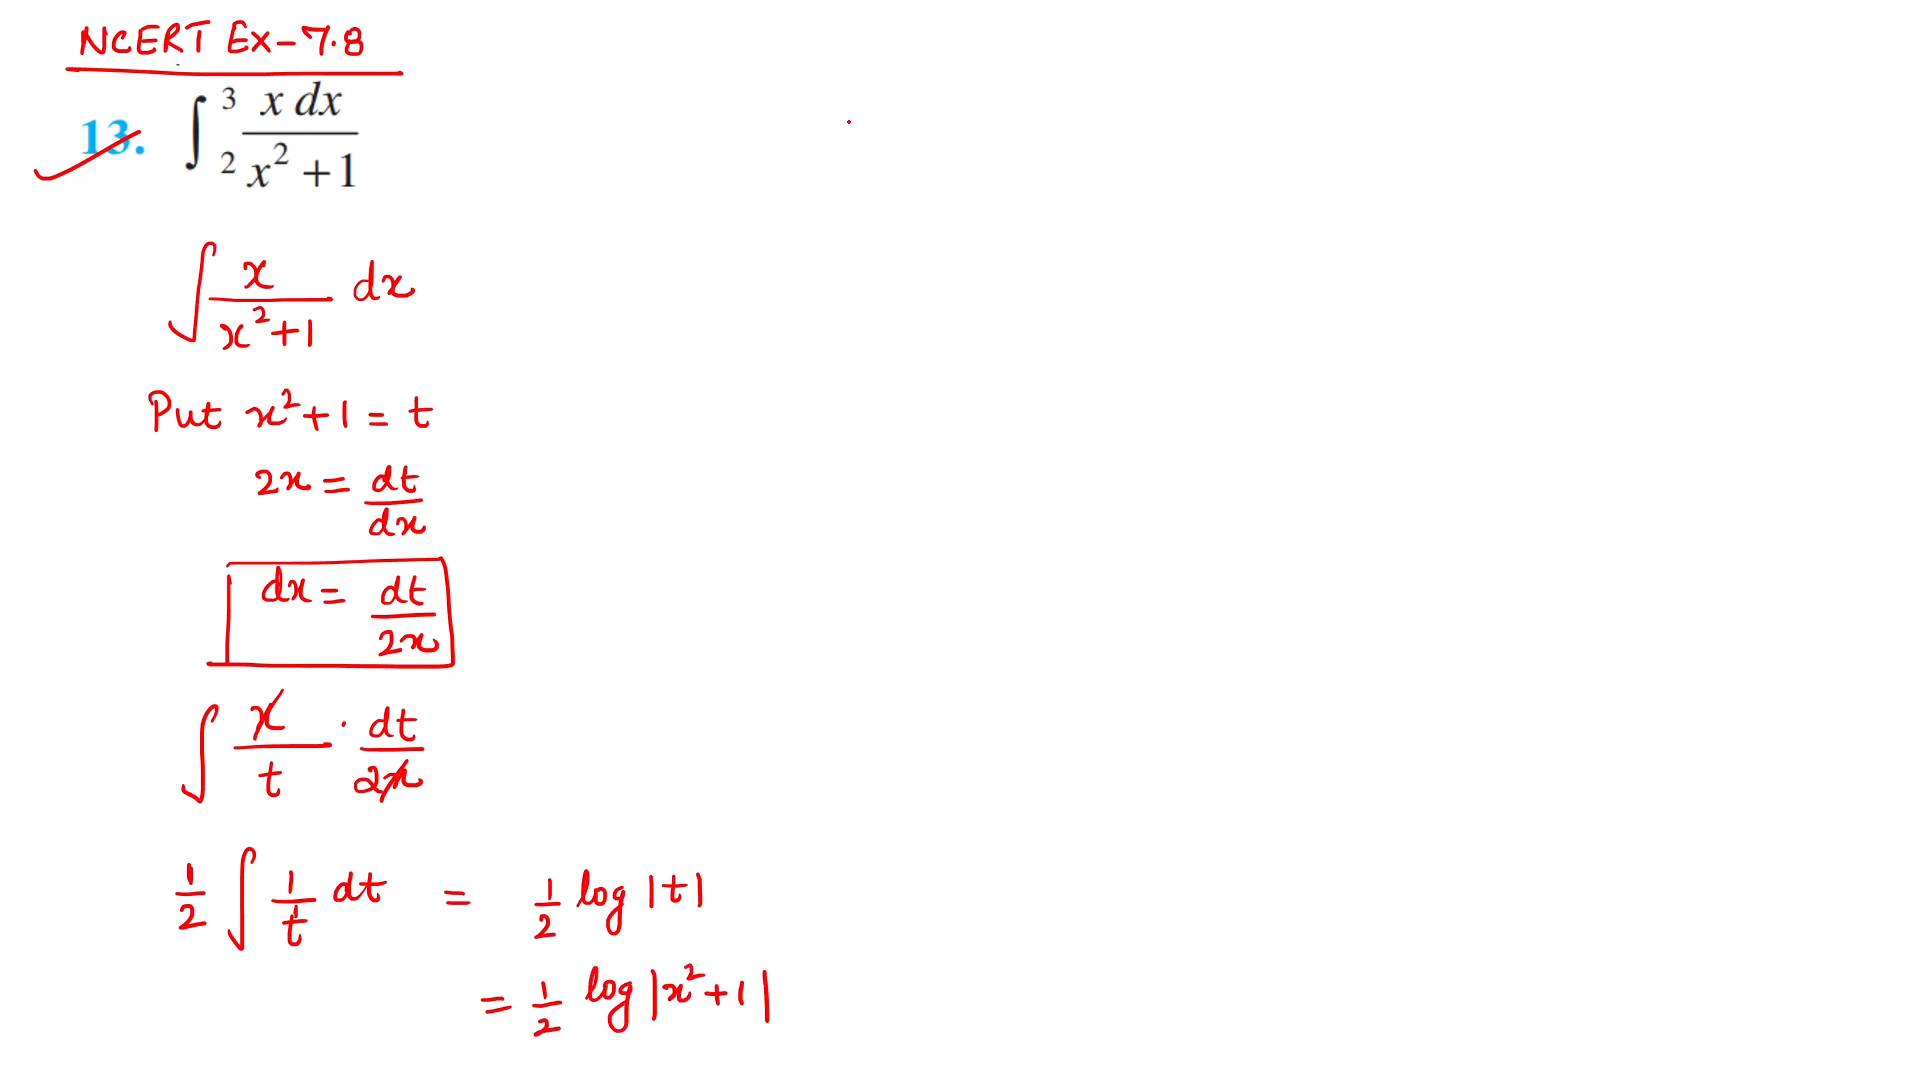 NCERT Ex-7.8
13. ∫₂³ x dx / x² + 1
∫ x / x²+1 dx
Put x²+1 = t
2x = dt/dx
dx = dt/2x
∫ x/t · dt/2x
1/2 ∫ 1/t dt = 1/2 log |t|
= 1/2 log |x²+1|